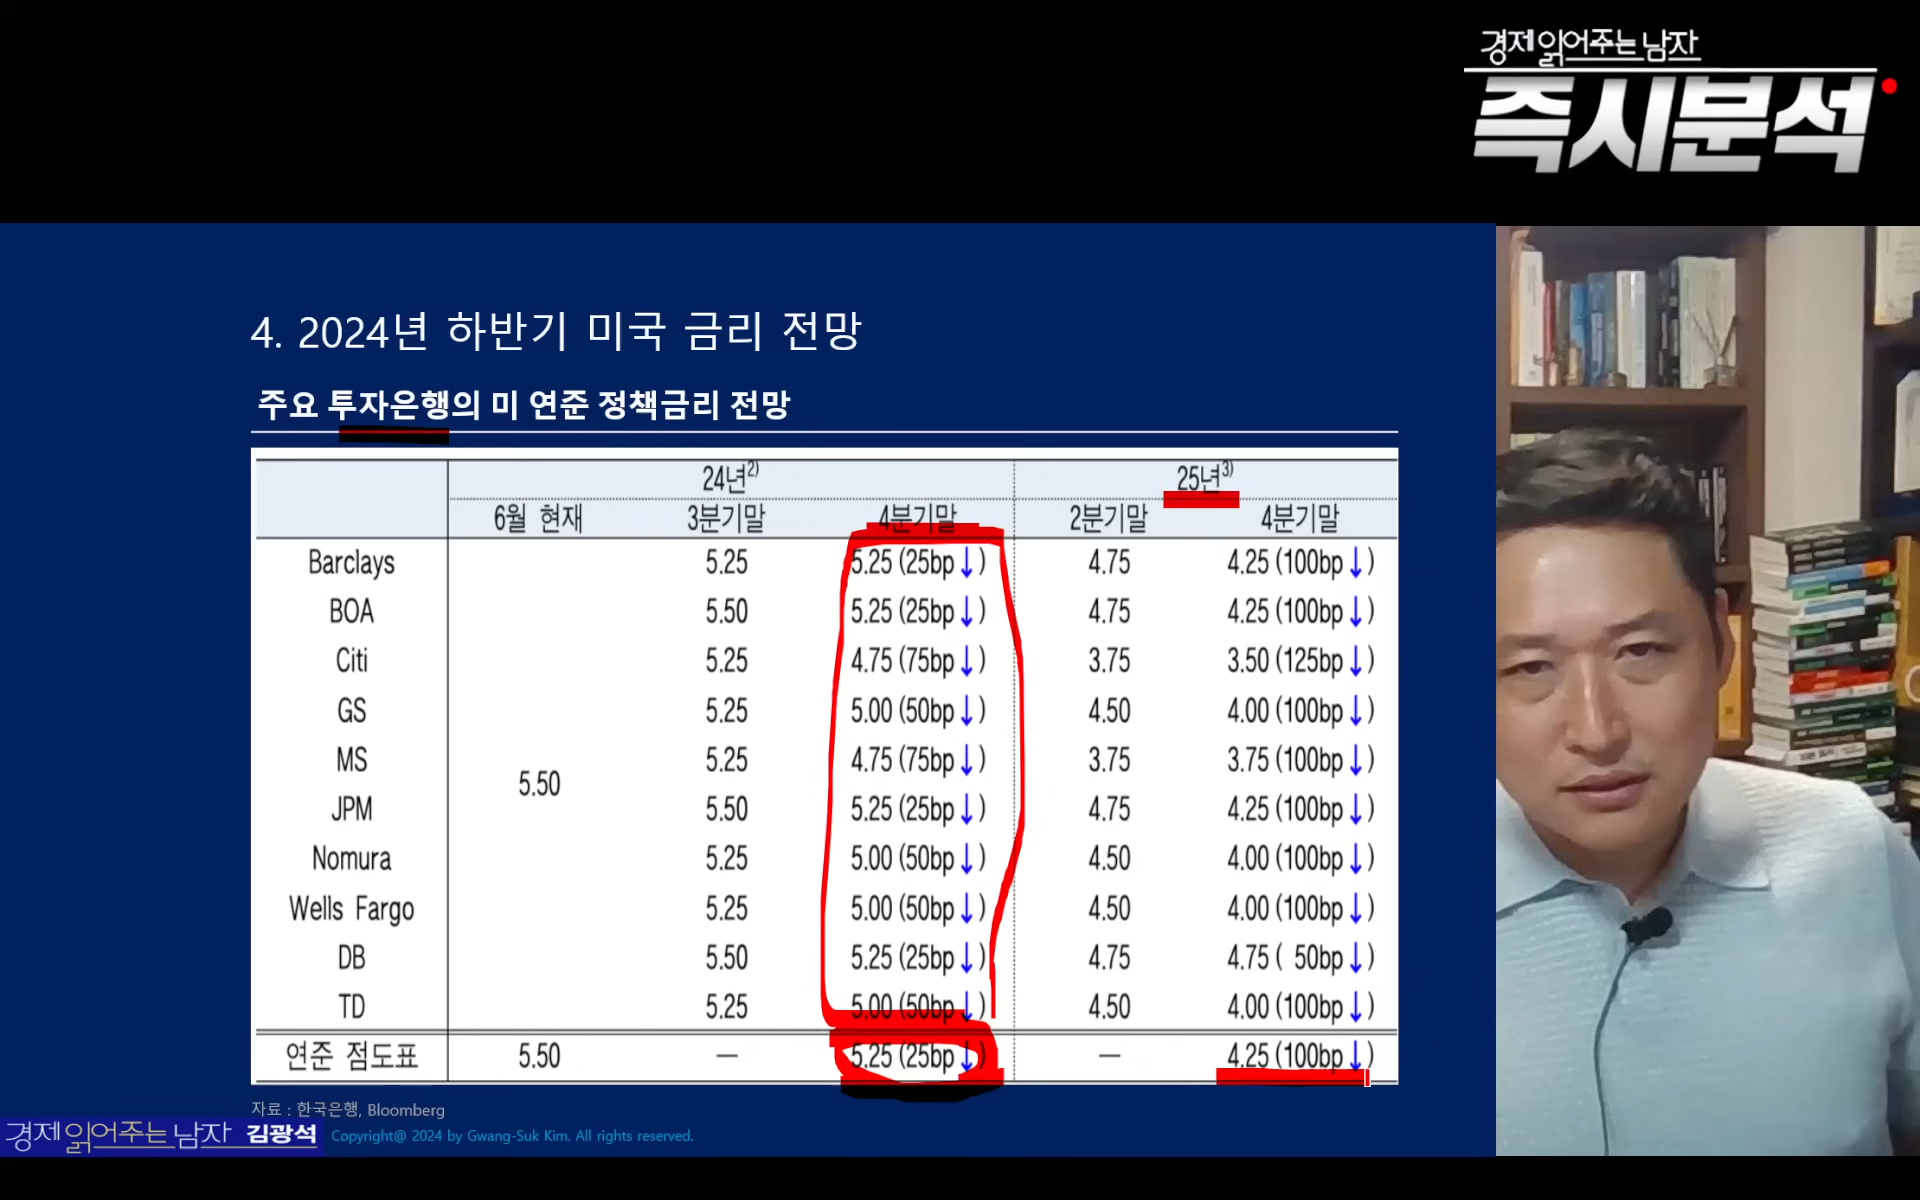 경제 읽어주는 남자
즉시분석
4. 2024년 하반기 미국 금리 전망
주요 투자은행의 미 연준 정책금리 전망
24년2) 25년3)
6월 현재 3분기말 4분기말 2분기말 4분기말
Barclays 5.25 5.25 (25bp↓) 4.75 4.25 (100bp↓)
BOA 5.50 5.25 (25bp↓) 4.75 4.25 (100bp↓)
Citi 5.25 4.75 (75bp↓) 3.75 3.50 (125bp↓)
GS 5.25 5.00 (50bp↓) 4.50 4.00 (100bp↓)
MS 5.25 4.75 (75bp↓) 3.75 3.75 (100bp↓)
5.50
JPM 5.50 5.25 (25bp↓) 4.75 4.25 (100bp↓)
Nomura 5.25 5.00 (50bp↓) 4.50 4.00 (100bp↓)
Wells Fargo 5.25 5.00 (50bp↓) 4.50 4.00 (100bp↓)
DB 5.50 5.25 (25bp↓) 4.75 4.75 ( 50bp↓)
TD 5.25 5.00 (50bp↓) 4.50 4.00 (100bp↓)
연준 점도표 5.50 — 5.25 (25bp↓) — 4.25 (100bp↓)
자료 : 한국은행, Bloomberg
경제 읽어주는 남자 김광석 Copyright@ 2024 by Gwang-Suk Kim. All rights reserved.